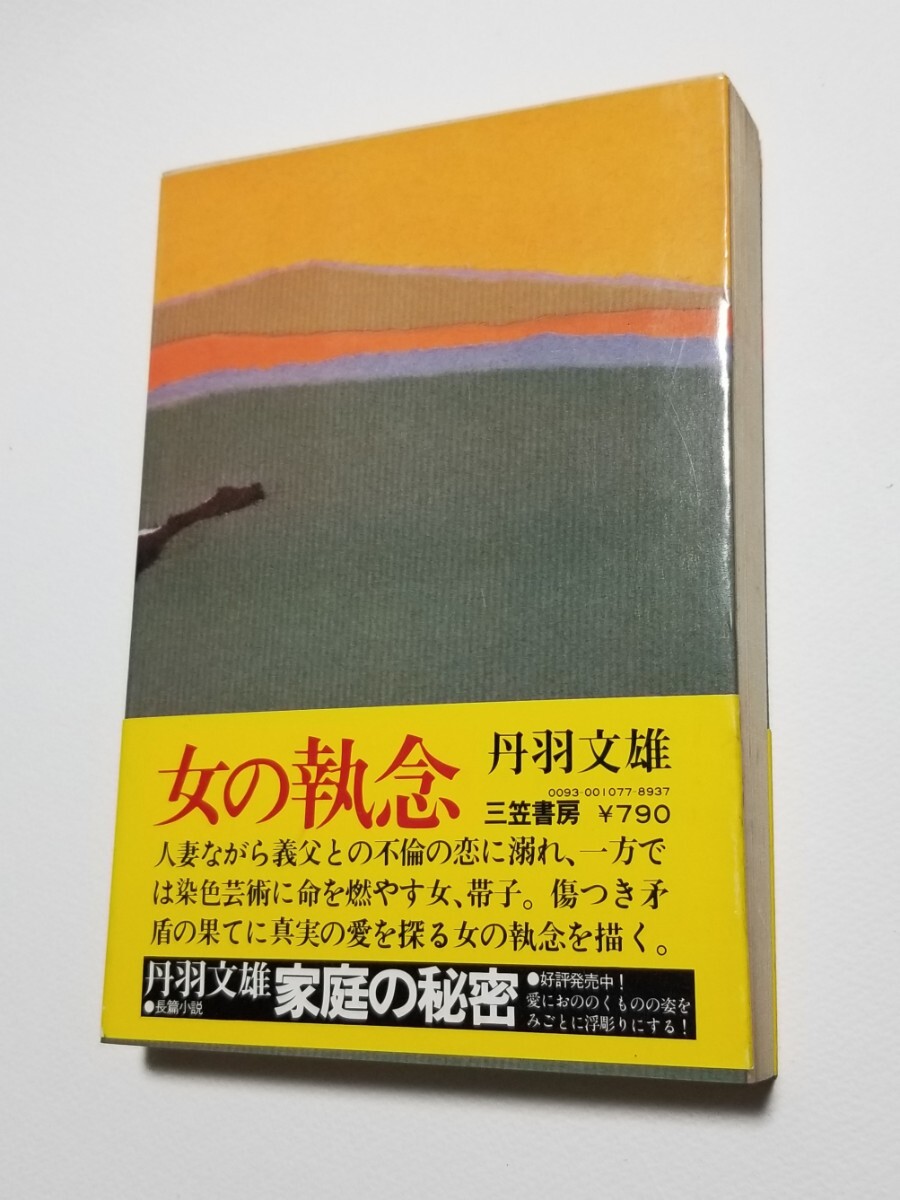 女の執念
丹羽文雄
0093-001077-8937
三笠書房 ¥790
人妻ながら義父との不倫の恋に溺れ、一方で
は染色芸術に命を燃やす女、帯子。傷つき矛
盾の果てに真実の愛を探る女の執念を描く。
丹羽文雄
●長篇小説
家庭の秘密
●好評発売中!
愛におののくものの姿を
みごとに浮彫りにする!